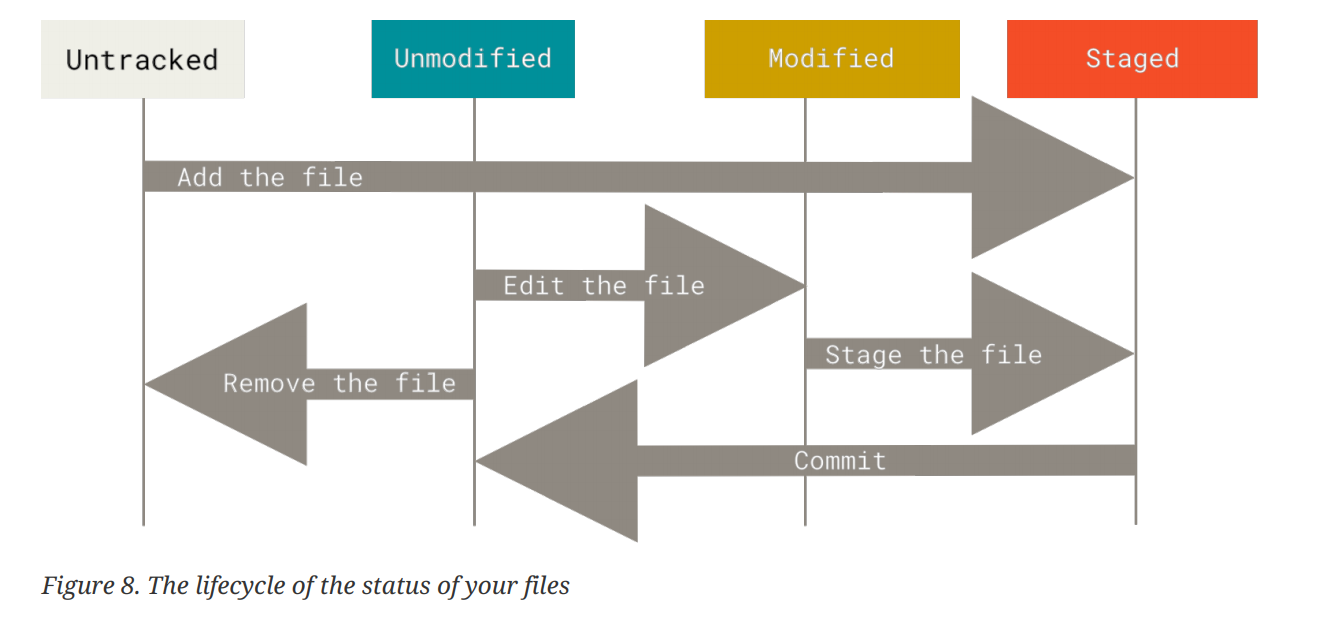 Untracked
Unmodified
Modified
Staged
Add the file
Edit the file
Stage the file
Remove the file
Commit
Figure 8. The lifecycle of the status of your files